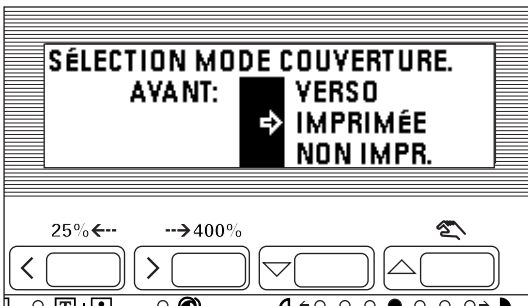 SÉLECTION MODE COUVERTURE.
AVANT: VERSO
⇨ IMPRIMÉE
NON IMPR.
25%⇠ ⇢400%
T